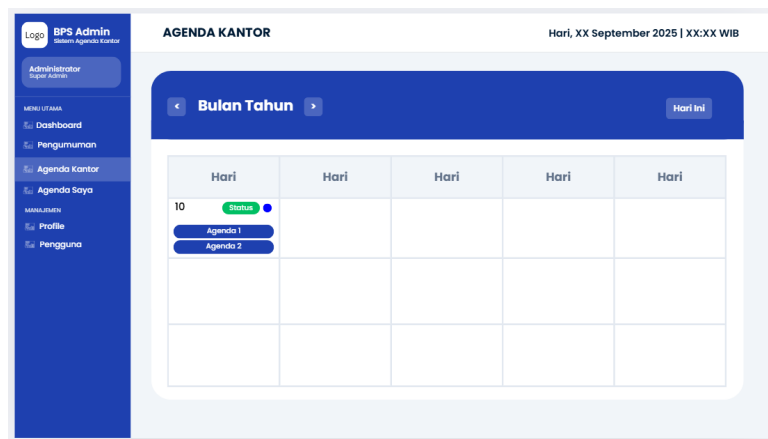 Logo
BPS Admin
Sistem Agenda Kantor
Administrator
Super Admin
MENU UTAMA
Dashboard
Pengumuman
Agenda Kantor
Agenda Saya
MANAJEMEN
Profile
Pengguna
AGENDA KANTOR
Hari, XX September 2025 | XX:XX WIB
< Bulan Tahun >
Hari Ini
Hari Hari Hari Hari Hari
10 Status
Agenda 1
Agenda 2